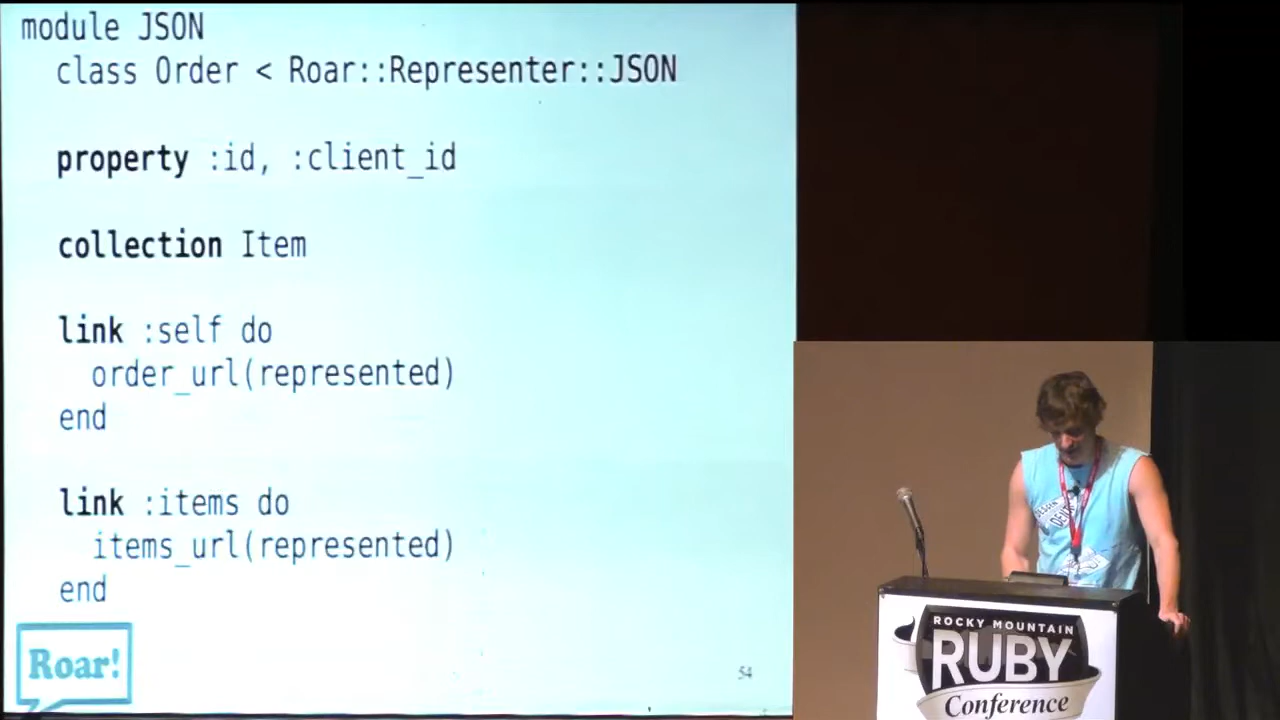 module JSON
class Order < Roar::Representer::JSON
property :id, :client_id
collection Item
link :self do
order_url(represented)
end
link :items do
items_url(represented)
end
Roar!
54
ROCKY MOUNTAIN
RUBY
Conference